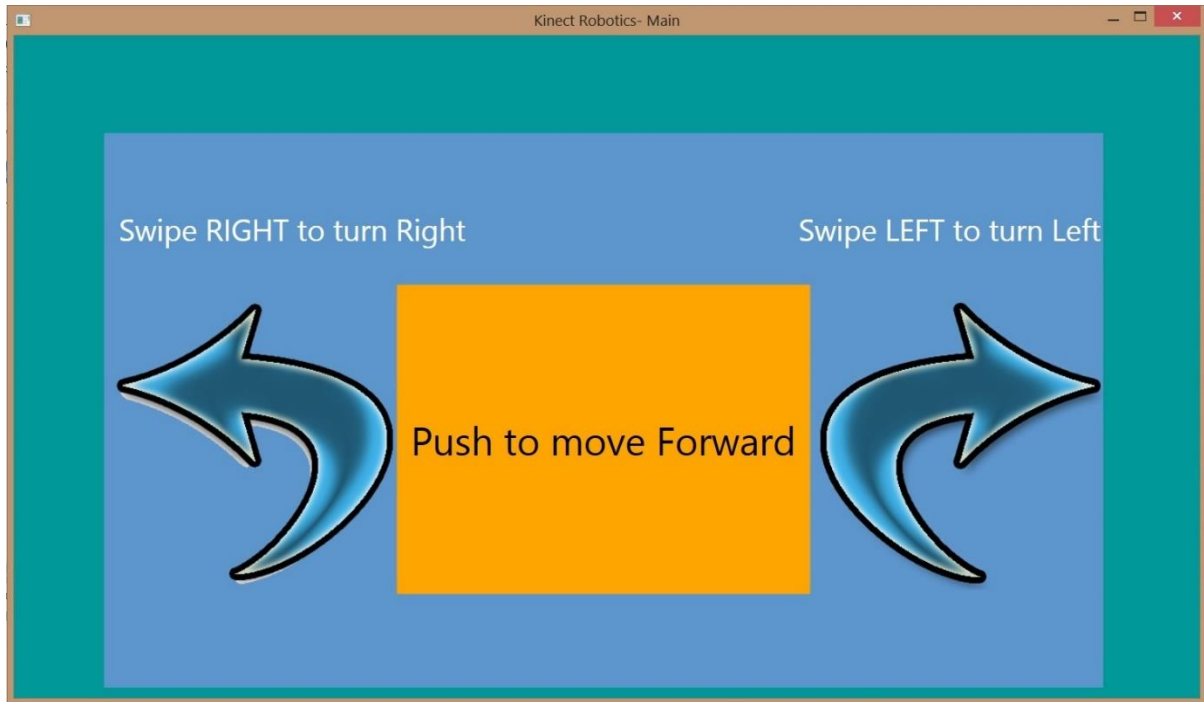 Kinect Robotics- Main
Swipe RIGHT to turn Right
Swipe LEFT to turn Left
Push to move Forward